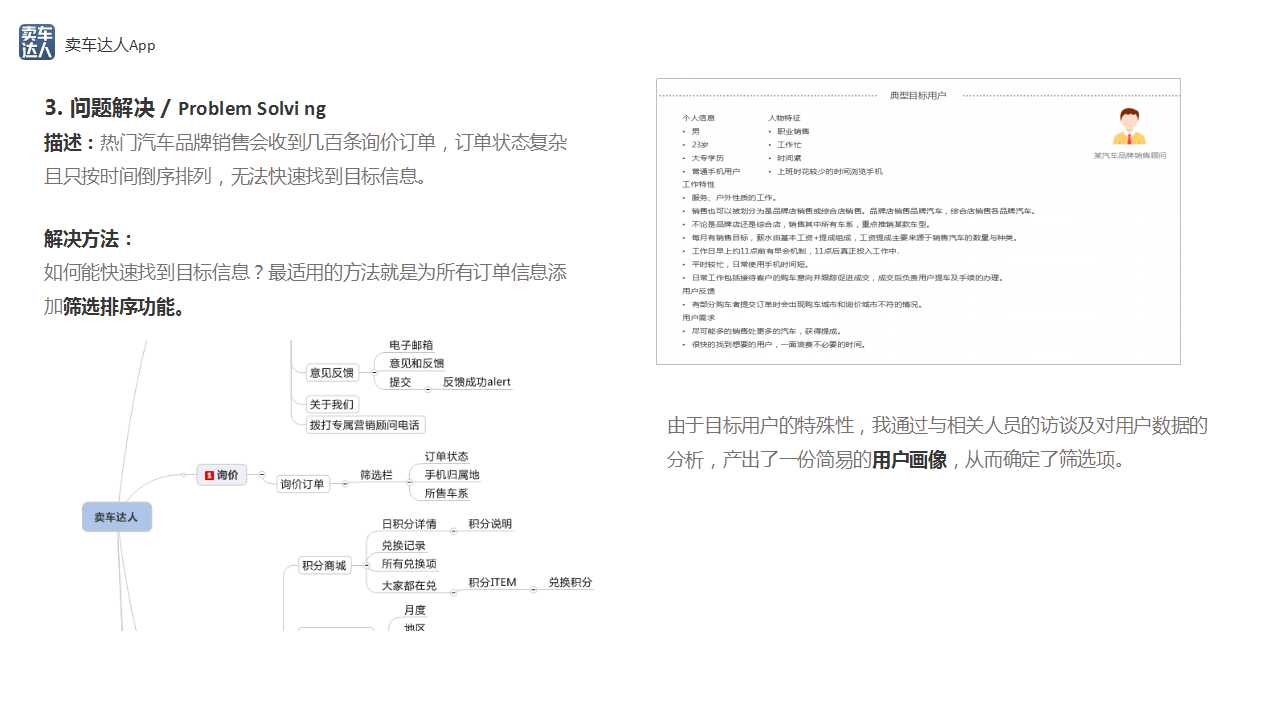 卖车
达人
卖车达人App
3. 问题解决 / Problem Solvi ng
描述：热门汽车品牌销售会收到几百条询价订单，订单状态复杂
且只按时间倒序排列，无法快速找到目标信息。
解决方法：
如何能快速找到目标信息？最适用的方法就是为所有订单信息添
加筛选排序功能。
电子邮箱
意见和反馈
意见反馈
提交
反馈成功alert
关于我们
拨打专属营销顾问电话
询价
询价订单
筛选栏
订单状态
手机归属地
所售车系
卖车达人
日积分详情
积分说明
兑换记录
积分商城
所有兑换项
大家都在兑
积分ITEM
兑换积分
月度
地区
典型目标用户
个人信息
• 男
• 23岁
• 大专学历
• 普通手机用户
人物特征
• 职业销售
• 工作忙
• 时间紧
• 上班时花较少的时间浏览手机
某汽车品牌销售顾问
工作特性
• 服务、户外性质的工作。
• 销售也可以被划分为是品牌店销售或综合店销售。品牌店销售品牌汽车，综合店销售各品牌汽车。
• 不论是品牌店还是综合店，销售其中所有车系，重点推销某款车型。
• 每月有销售目标，薪水由基本工资+提成组成，工资提成主要来源于销售汽车的数量与种类。
• 工作日早上约11点前有早会机制，11点后真正投入工作中.
• 平时较忙，日常使用手机时间短。
• 日常工作包括接待客户的购车意向并跟踪促进成交，成交后负责用户提车及手续的办理。
用户反馈
• 有部分购车者提交订单时会出现购车城市和询价城市不符的情况。
用户需求
• 尽可能多的销售处更多的汽车，获得提成。
• 很快的找到想要的用户，一面浪费不必要的时间。
由于目标用户的特殊性，我通过与相关人员的访谈及对用户数据的
分析，产出了一份简易的用户画像，从而确定了筛选项。